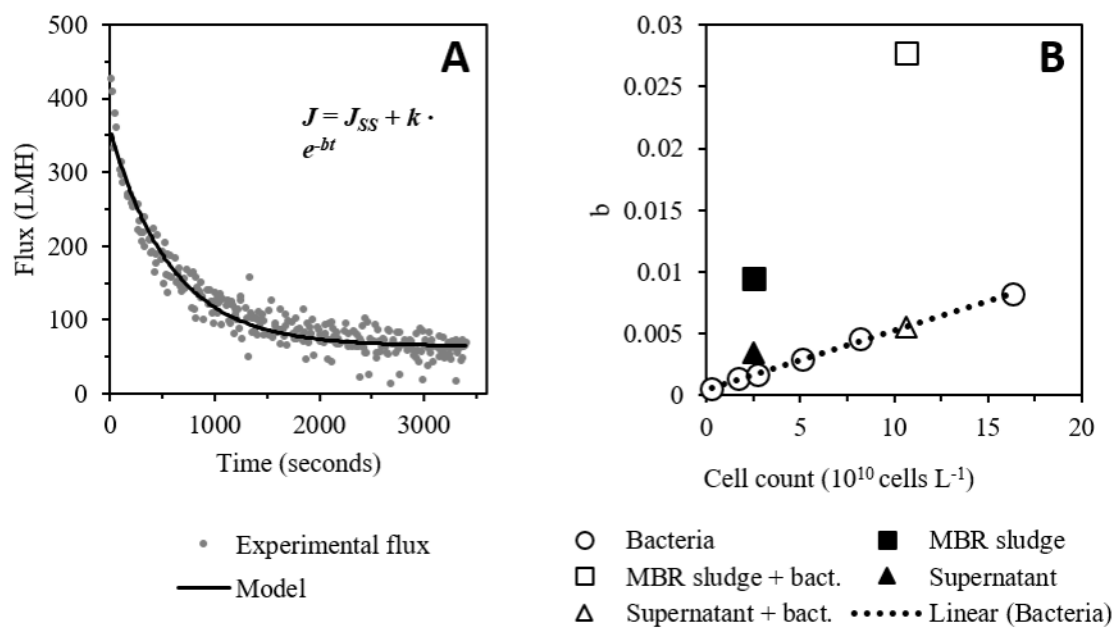 500
400
300
200
100
0
Flux (LMH)
A
J = J_SS + k ·
e^-bt
0 1000 2000 3000
Time (seconds)
Experimental flux
Model
0.03
0.025
0.02
0.015
0.01
0.005
0
b
B
0 5 10 15 20
Cell count (10^10 cells L^-1)
Bacteria
MBR sludge
MBR sludge + bact.
Supernatant
Supernatant + bact.
Linear (Bacteria)